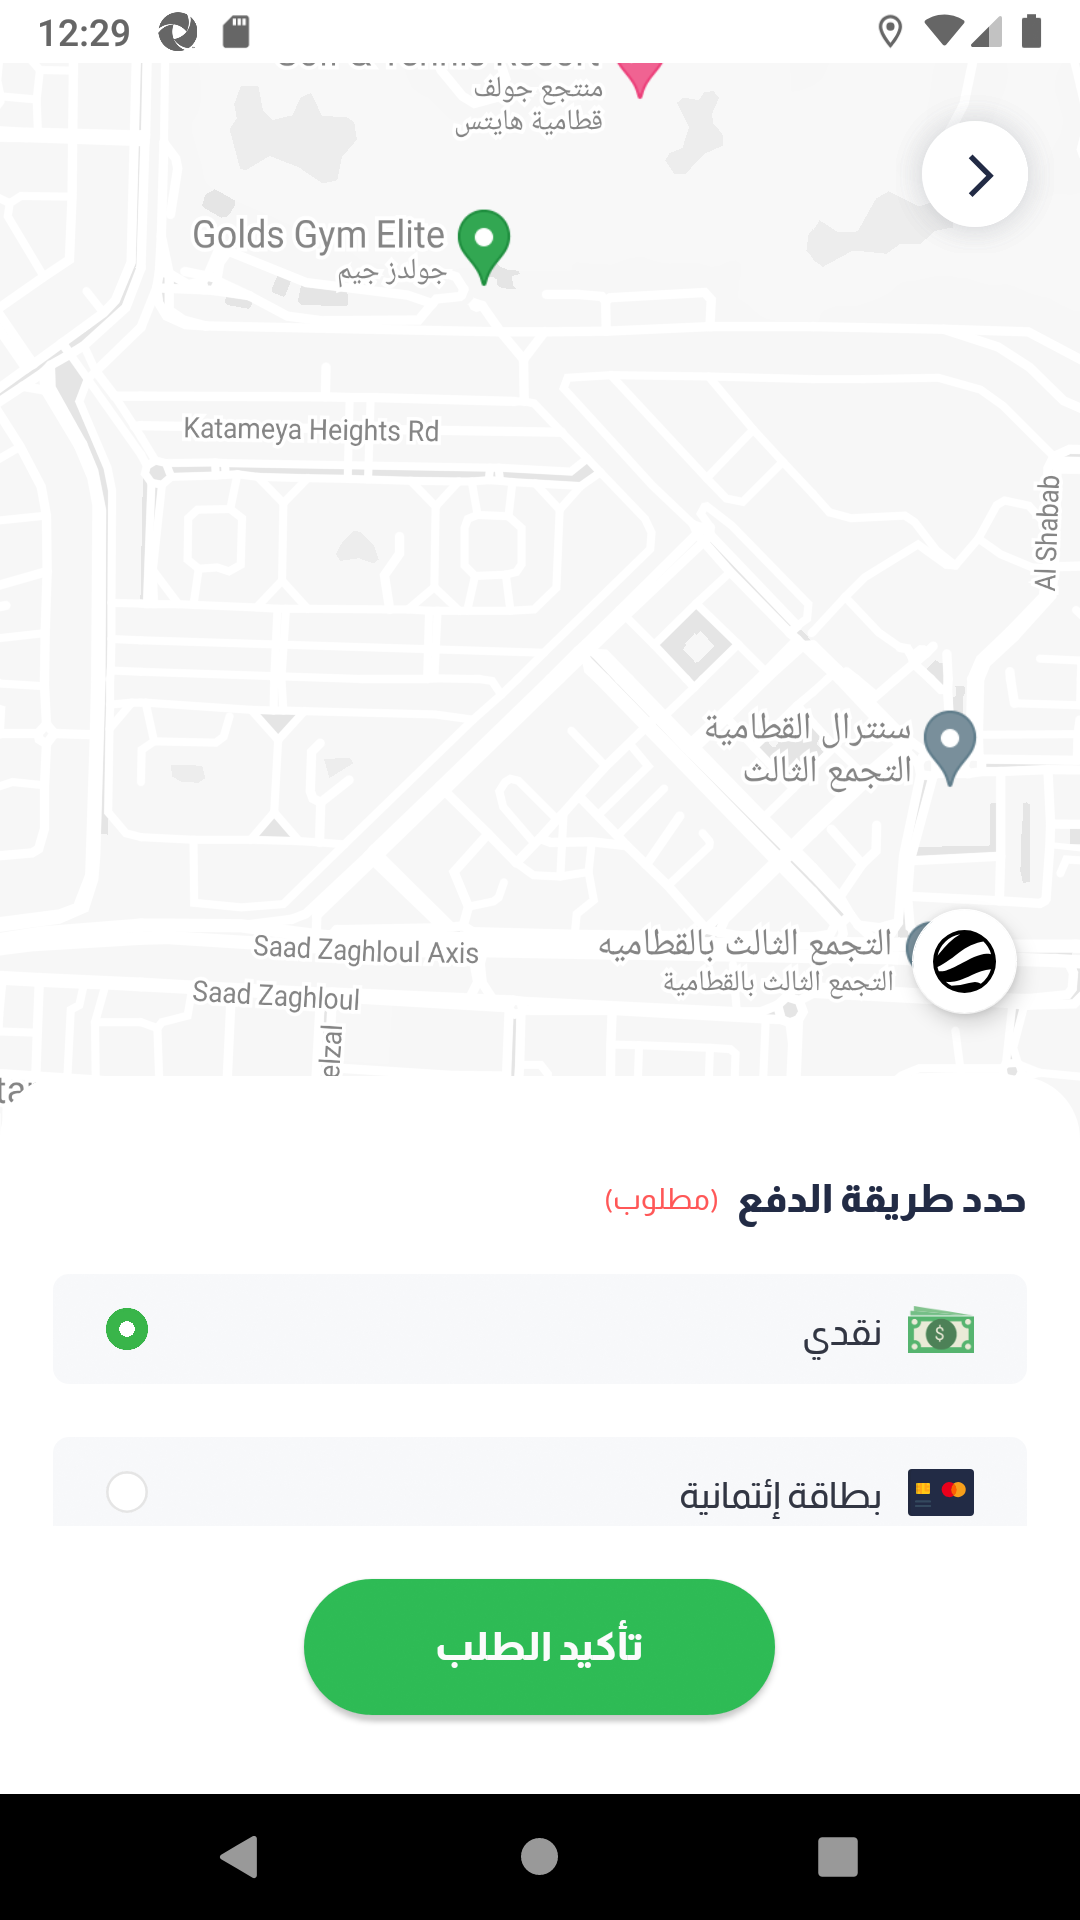 12:29
منتجع جولف
قطامية هايتس
Golds Gym Elite
جولدز جيم
Katameya Heights Rd
Al Shabab
سنترال القطامية
التجمع الثالث
التجمع الثالث بالقطاميه
التجمع الثالث بالقطامية
Saad Zaghloul Axis
Saad Zaghloul
elzal
حدد طريقة الدفع (مطلوب)
نقدي
$
بطاقة إئتمانية
تأكيد الطلب